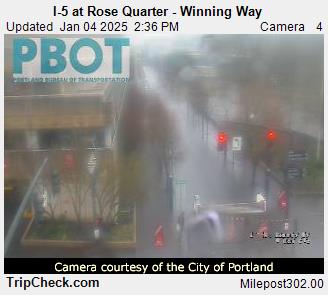 I-5 at Rose Quarter - Winning Way
Updated Jan 04 2025 2:36 PM Camera 4
PBOT
PORTLAND BUREAU OF TRANSPORTATION
Camera courtesy of the City of Portland
TripCheck.com Milepost302.00